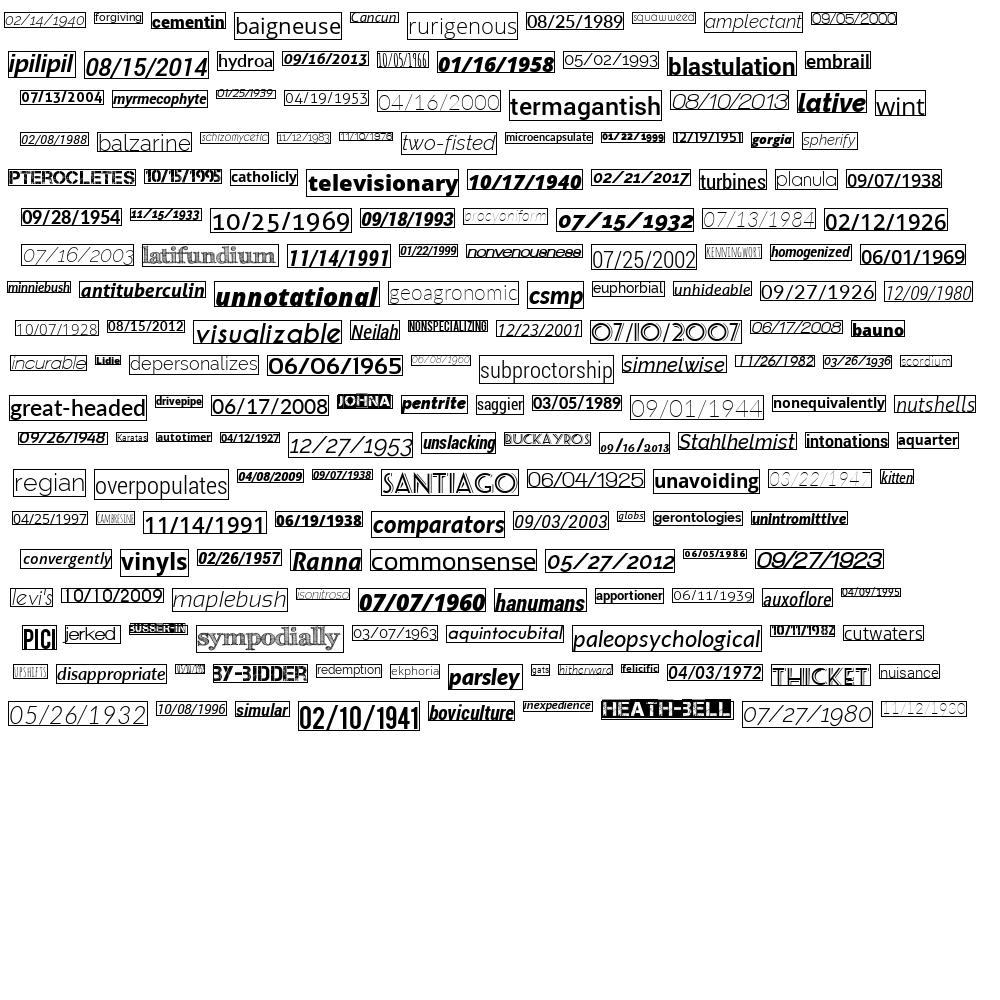 02/14/1940 forgiving cementin baigneuse Cancun rurigenous 08/25/1989 squawweed amplectant 09/05/2000
ipilipil 08/15/2014 hydroa 09/16/2013 10/05/1966 01/16/1958 05/02/1993 blastulation embrail
07/13/2004 myrmecophyte 01/25/1939 04/19/1953 04/16/2000 termagantish 08/10/2013 lative wint
02/08/1988 balzarine schizomycetic 11/12/1983 11/10/1978 two-fisted microencapsulate 01/22/1999 12/19/1951 gorgia spherify
PTEROCLETES 10/15/1995 catholicly televisionary 10/17/1940 02/21/2017 turbines planula 09/07/1938
09/28/1954 11/15/1933 10/25/1969 09/18/1993 procyoniform 07/15/1932 07/13/1984 02/12/1926
07/16/2003 latifundium 11/14/1991 01/22/1999 nonvenousness 07/25/2002 KENNINGWORT homogenized 06/01/1969
minniebush antituberculin unnotational geoagronomic csmp euphorbial unhideable 09/27/1926 12/09/1980
10/07/1928 08/15/2012 visualizable Neilah NONSPECIALIZING 12/23/2001 07/10/2007 06/17/2008 bauno
incurable Lidie depersonalizes 06/06/1965 06/08/1960 subproctorship simnelwise 11/26/1982 03/26/1936 scordium
great-headed drivepipe 06/17/2008 JOHNA pentrite saggier 03/05/1989 09/01/1944 nonequivalently nutshells
09/26/1948 Karatas autotimer 04/12/1927 12/27/1953 unslacking BUCKAYROS 09/16/2013 Stahlhelmist intonations aquarter
regian overpopulates 04/08/2009 09/07/1938 SANTIAGO 06/04/1925 unavoiding 03/22/1947 kitten
04/25/1997 CAMBRESINE 11/14/1991 06/19/1938 comparators 09/03/2003 globs gerontologies unintromittive
convergently vinyls 02/26/1957 Ranna commonsense 05/27/2012 06/05/1986 09/27/1923
levi's 10/10/2009 maplebush isonitroso 07/07/1960 hanumans apportioner 06/11/1939 auxoflore 04/09/1995
PICI jerked BUSSER-IN sympodially 03/07/1963 aquintocubital paleopsychological 10/11/1982 cutwaters
UPSHIFTS disappropriate BY-BIDDER redemption ekphoria parsley gats hitherward felicific 04/03/1972 THICKET nuisance
05/26/1932 10/08/1996 simular 02/10/1941 boviculture inexpedience HEATH-BELL 07/27/1980 11/12/1930